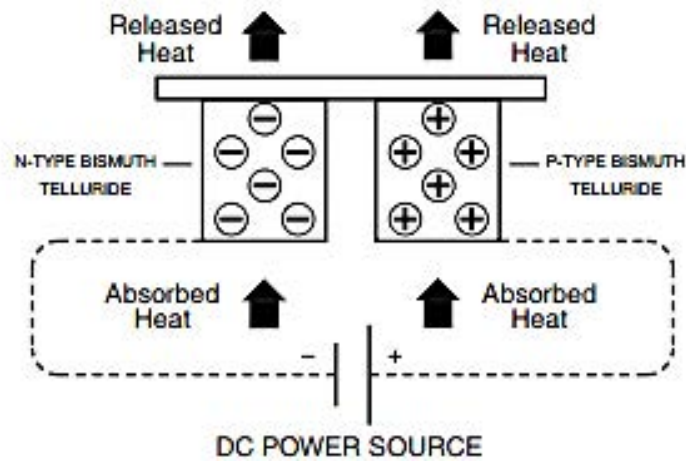 Released
Heat
Released
Heat
N-TYPE BISMUTH
TELLURIDE
P-TYPE BISMUTH
TELLURIDE
Absorbed
Heat
Absorbed
Heat
− +
DC POWER SOURCE